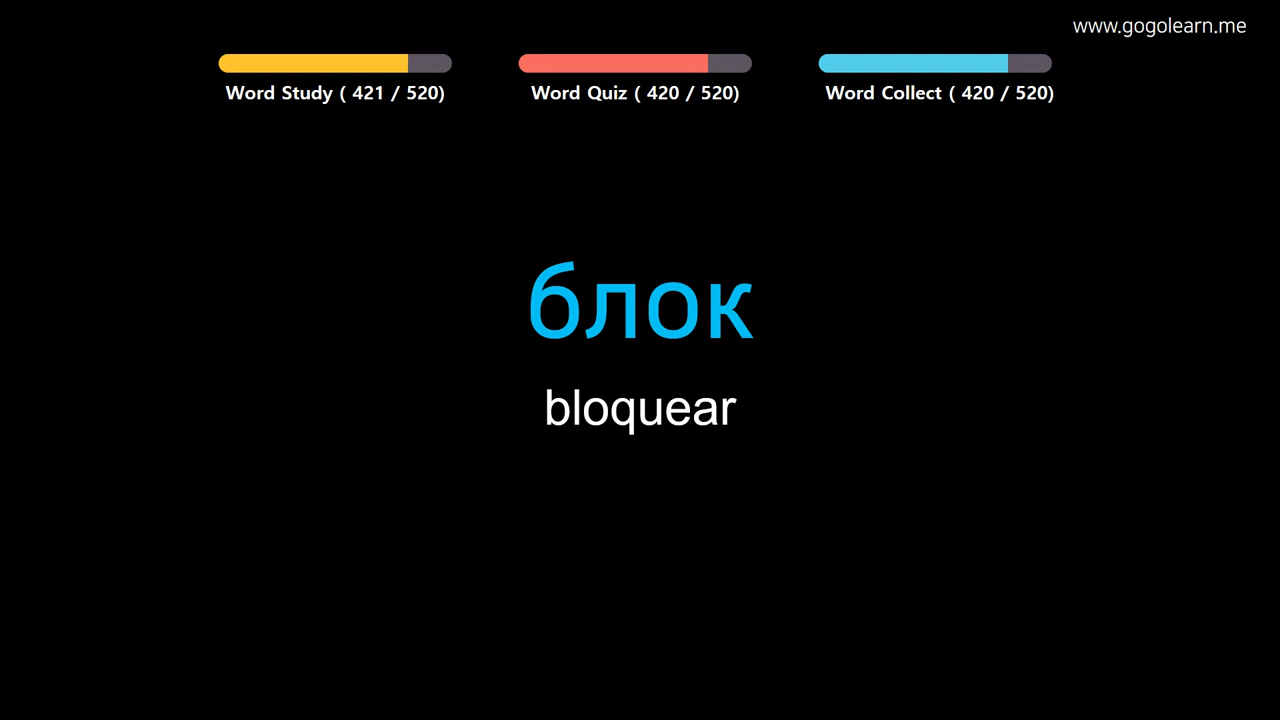 www.gogolearn.me
Word Study ( 421 / 520)
Word Quiz ( 420 / 520)
Word Collect ( 420 / 520)
блок
bloquear